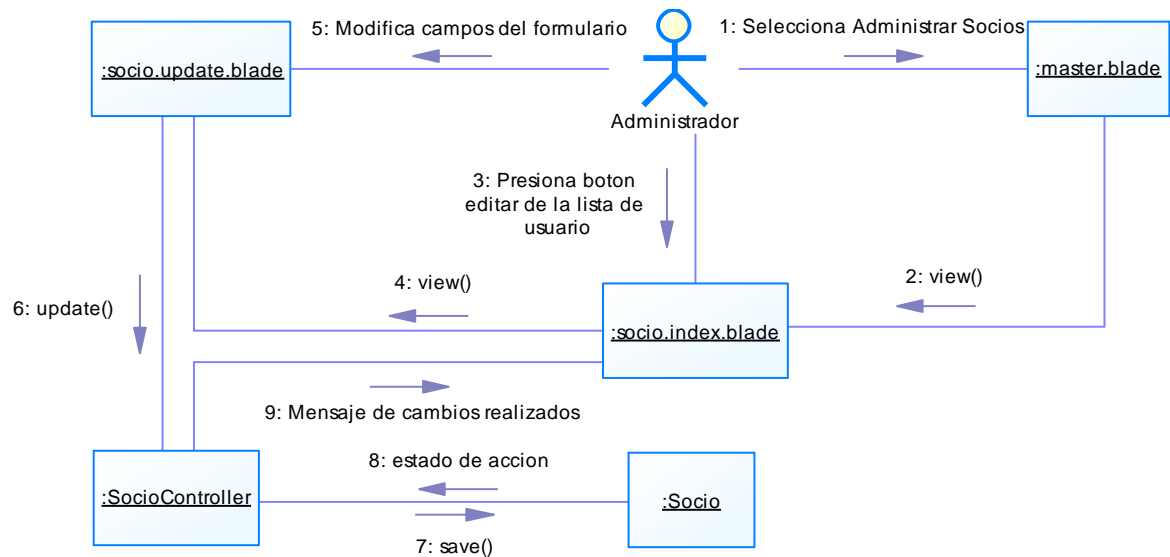 5: Modifica campos del formulario
1: Selecciona Administrar Socios
:socio.update.blade
:master.blade
Administrador
3: Presiona boton
editar de la lista de
usuario
4: view()
2: view()
6: update()
:socio.index.blade
9: Mensaje de cambios realizados
8: estado de accion
:SocioController
:Socio
7: save()